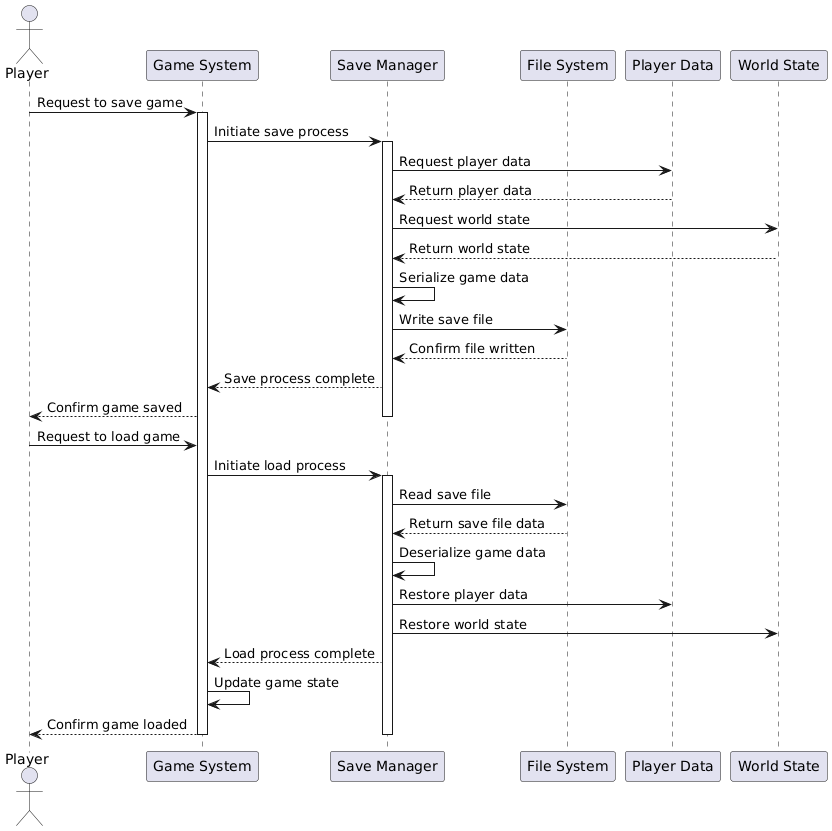 Player
Game System
Save Manager
File System
Player Data
World State
Request to save game
Initiate save process
Request player data
Return player data
Request world state
Return world state
Serialize game data
Write save file
Confirm file written
Save process complete
Confirm game saved
Request to load game
Initiate load process
Read save file
Return save file data
Deserialize game data
Restore player data
Restore world state
Load process complete
Update game state
Confirm game loaded
Player
Game System
Save Manager
File System
Player Data
World State